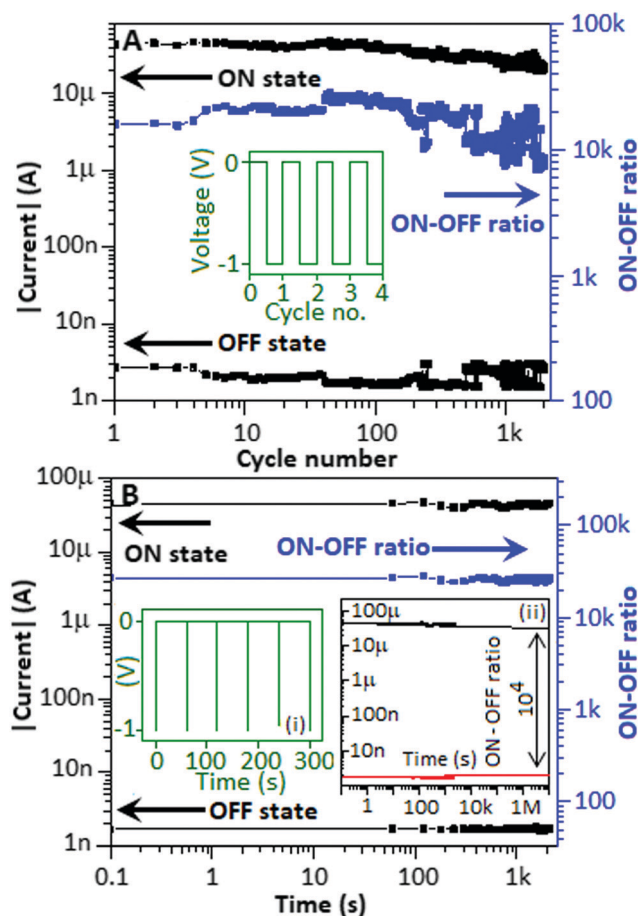 A
|Current| (A)
10μ
1μ
100n
10n
1n
ON state
OFF state
ON-OFF ratio
100k
10k
1k
100
ON-OFF ratio
Voltage (V)
0
-1
0 1 2 3 4
Cycle no.
1 10 100 1k
Cycle number
B
|Current| (A)
100μ
10μ
1μ
100n
10n
1n
ON state
ON-OFF ratio
OFF state
100k
10k
1k
100
ON-OFF ratio
(V)
0
-1
(i)
0 100 200 300
Time (s)
(ii)
100μ
10μ
1μ
100n
10n
ON - OFF ratio
10⁴
Time (s)
1 100 10k 1M
0.1 1 10 100 1k
Time (s)